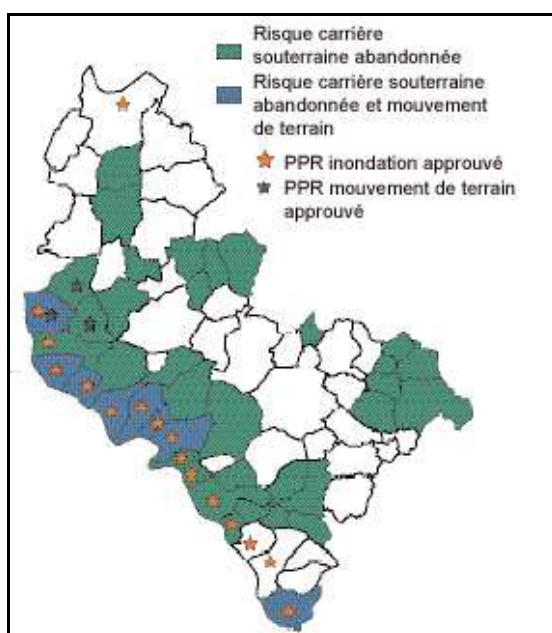 Risque carrière
souterraine abandonnée
Risque carrière souterraine
abandonnée et mouvement
de terrain
PPR inondation approuvé
PPR mouvement de terrain
approuvé